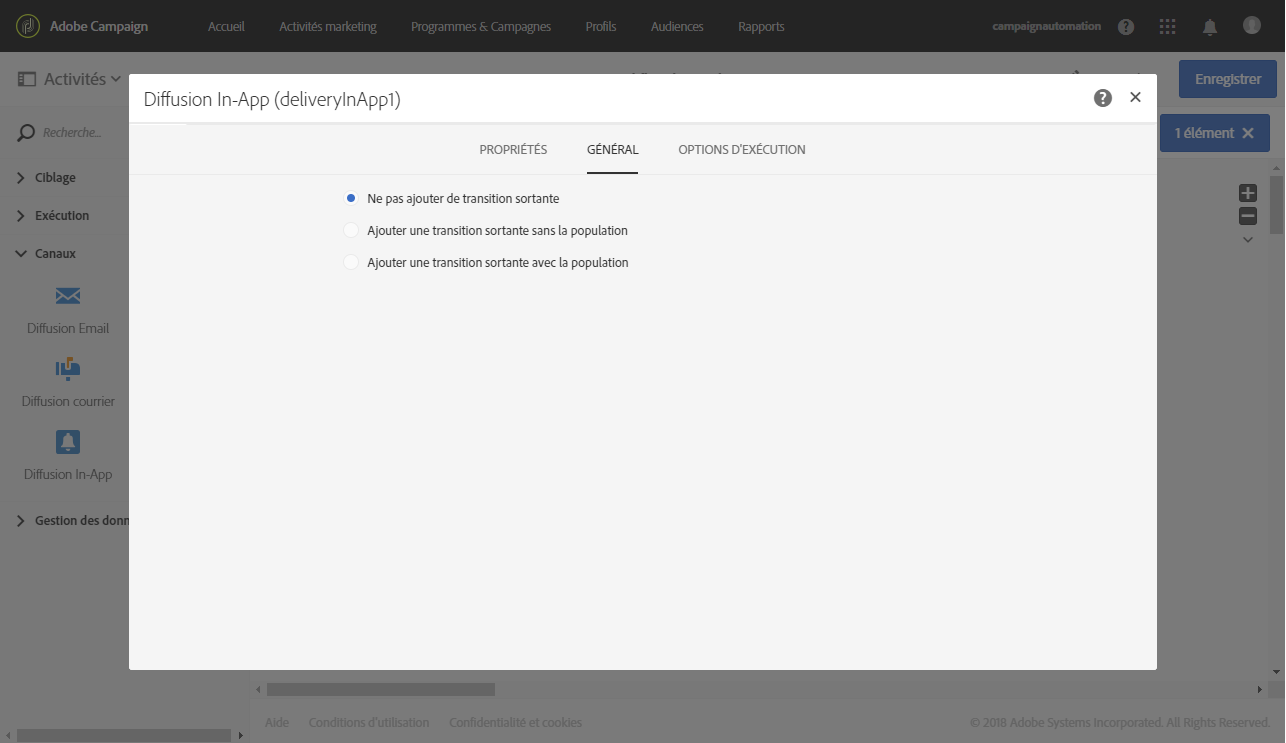 Adobe Campaign
Accueil
Activités marketing
Programmes & Campagnes
Profils
Audiences
Rapports
campaignautomation
Activités
Enregistrer
Diffusion In-App (deliveryInApp1)
Recherche...
1 élément
PROPRIÉTÉS
GÉNÉRAL
OPTIONS D'EXÉCUTION
Ciblage
Ne pas ajouter de transition sortante
Exécution
Ajouter une transition sortante sans la population
Canaux
Ajouter une transition sortante avec la population
Diffusion Email
Diffusion courrier
Diffusion In-App
Gestion des donn
Aide
Conditions d'utilisation
Confidentialité et cookies
© 2018 Adobe Systems Incorporated. All Rights Reserved.